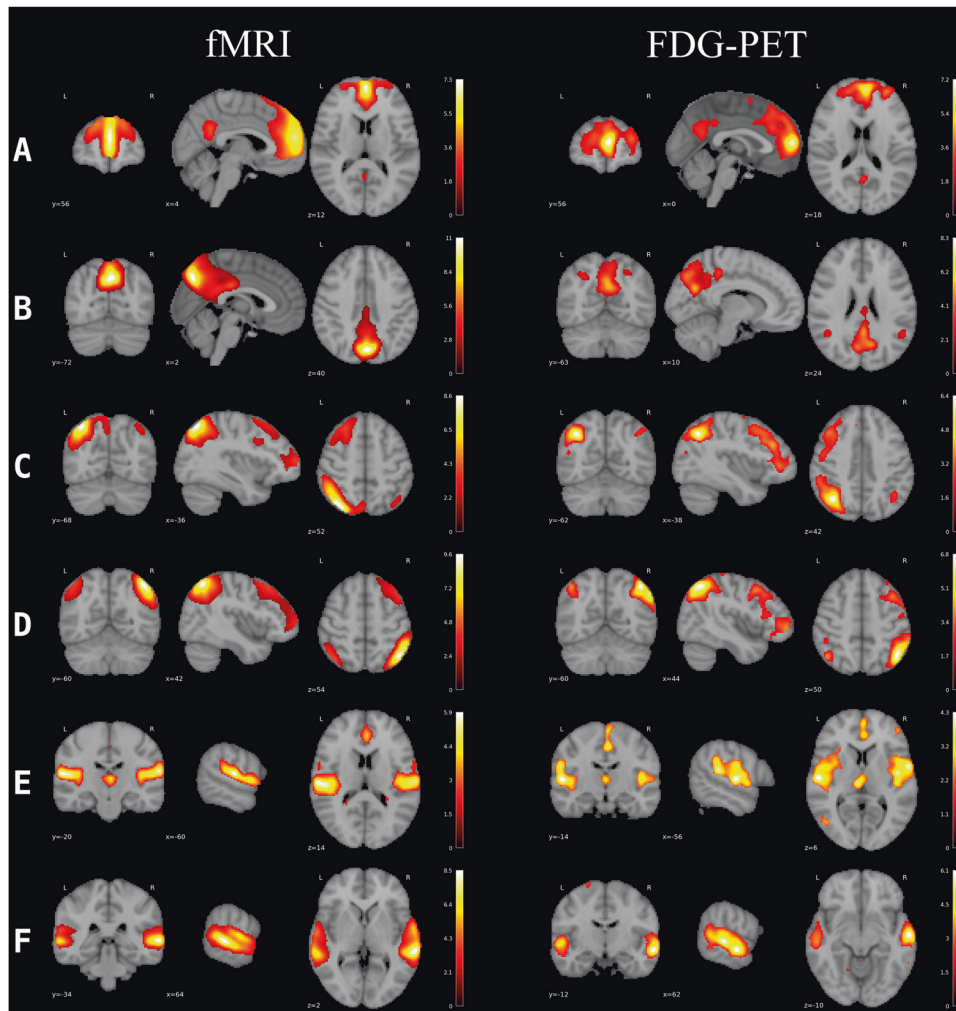 fMRI FDG-PET
A
L R
7.3
5.4
3.6
1.8
0
y=56 x=4 z=12
L R
7.2
5.4
3.6
1.8
0
y=56 x=0 z=18
B
L R
11
8.4
5.6
2.8
0
y=-72 x=2 z=40
L R
8.3
6.2
4.1
2.1
0
y=-63 x=10 z=24
C
L R
8.6
6.5
4.3
2.2
0
y=-68 x=-36 z=52
L R
6.4
4.8
3.2
1.6
0
y=-62 x=-38 z=42
D
L R
9.6
7.2
4.8
2.4
0
y=-60 x=42 z=54
L R
6.8
5.1
3.4
1.7
0
y=-60 x=44 z=50
E
L R
5.9
4.4
3
1.5
0
y=-20 x=-60 z=14
L R
4.3
3.2
2.2
1.1
0
y=-14 x=-56 z=6
F
L R
8.5
6.4
4.3
2.1
0
y=-34 x=64 z=2
L R
6.1
4.6
3
1.5
0
y=-12 x=62 z=-10